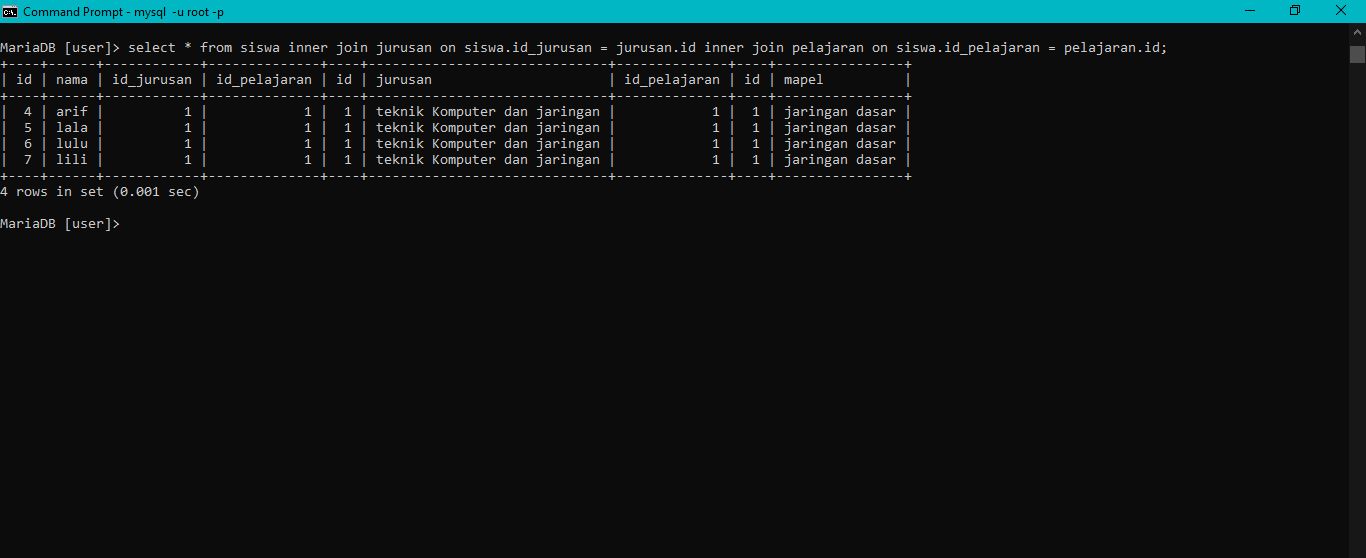 Command Prompt - mysql  -u root -p
MariaDB [user]> select * from siswa inner join jurusan on siswa.id_jurusan = jurusan.id inner join pelajaran on siswa.id_pelajaran = pelajaran.id;
+----+------+------------+--------------+----+------------------------------+--------------+----+----------------+
| id | nama | id_jurusan | id_pelajaran | id | jurusan                      | id_pelajaran | id | mapel          |
+----+------+------------+--------------+----+------------------------------+--------------+----+----------------+
|  4 | arif |          1 |            1 |  1 | teknik Komputer dan jaringan |            1 |  1 | jaringan dasar |
|  5 | lala |          1 |            1 |  1 | teknik Komputer dan jaringan |            1 |  1 | jaringan dasar |
|  6 | lulu |          1 |            1 |  1 | teknik Komputer dan jaringan |            1 |  1 | jaringan dasar |
|  7 | lili |          1 |            1 |  1 | teknik Komputer dan jaringan |            1 |  1 | jaringan dasar |
+----+------+------------+--------------+----+------------------------------+--------------+----+----------------+
4 rows in set (0.001 sec)
MariaDB [user]>